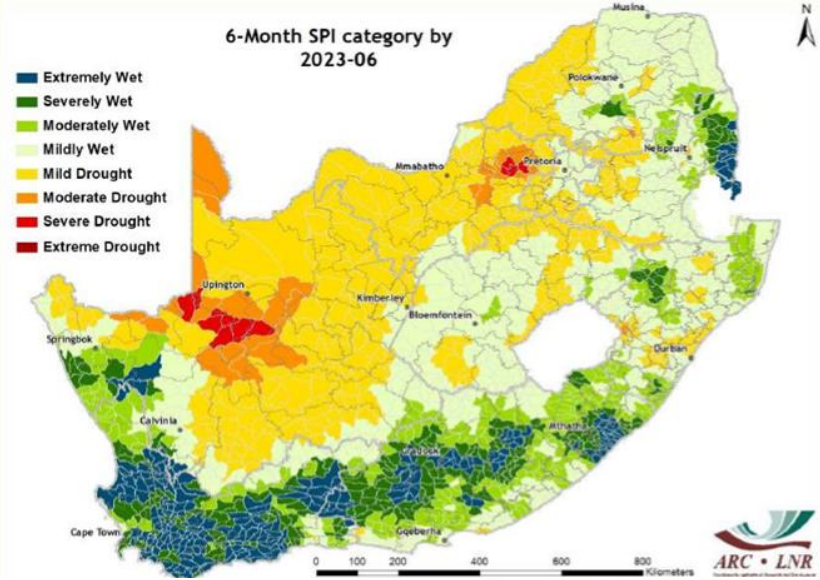 6-Month SPI category by
2023-06
N
Extremely Wet
Severely Wet
Moderately Wet
Mildly Wet
Mild Drought
Moderate Drought
Severe Drought
Extreme Drought
Musina
Polokwane
Nelspruit
Mmabatho
Pretoria
Upington
Kimberley
Bloemfontein
Springbok
Durban
Calvinia
Mthatha
Cradock
Cape Town
Gqeberha
0 100 200 400 600 800
Kilometers
ARC • LNR